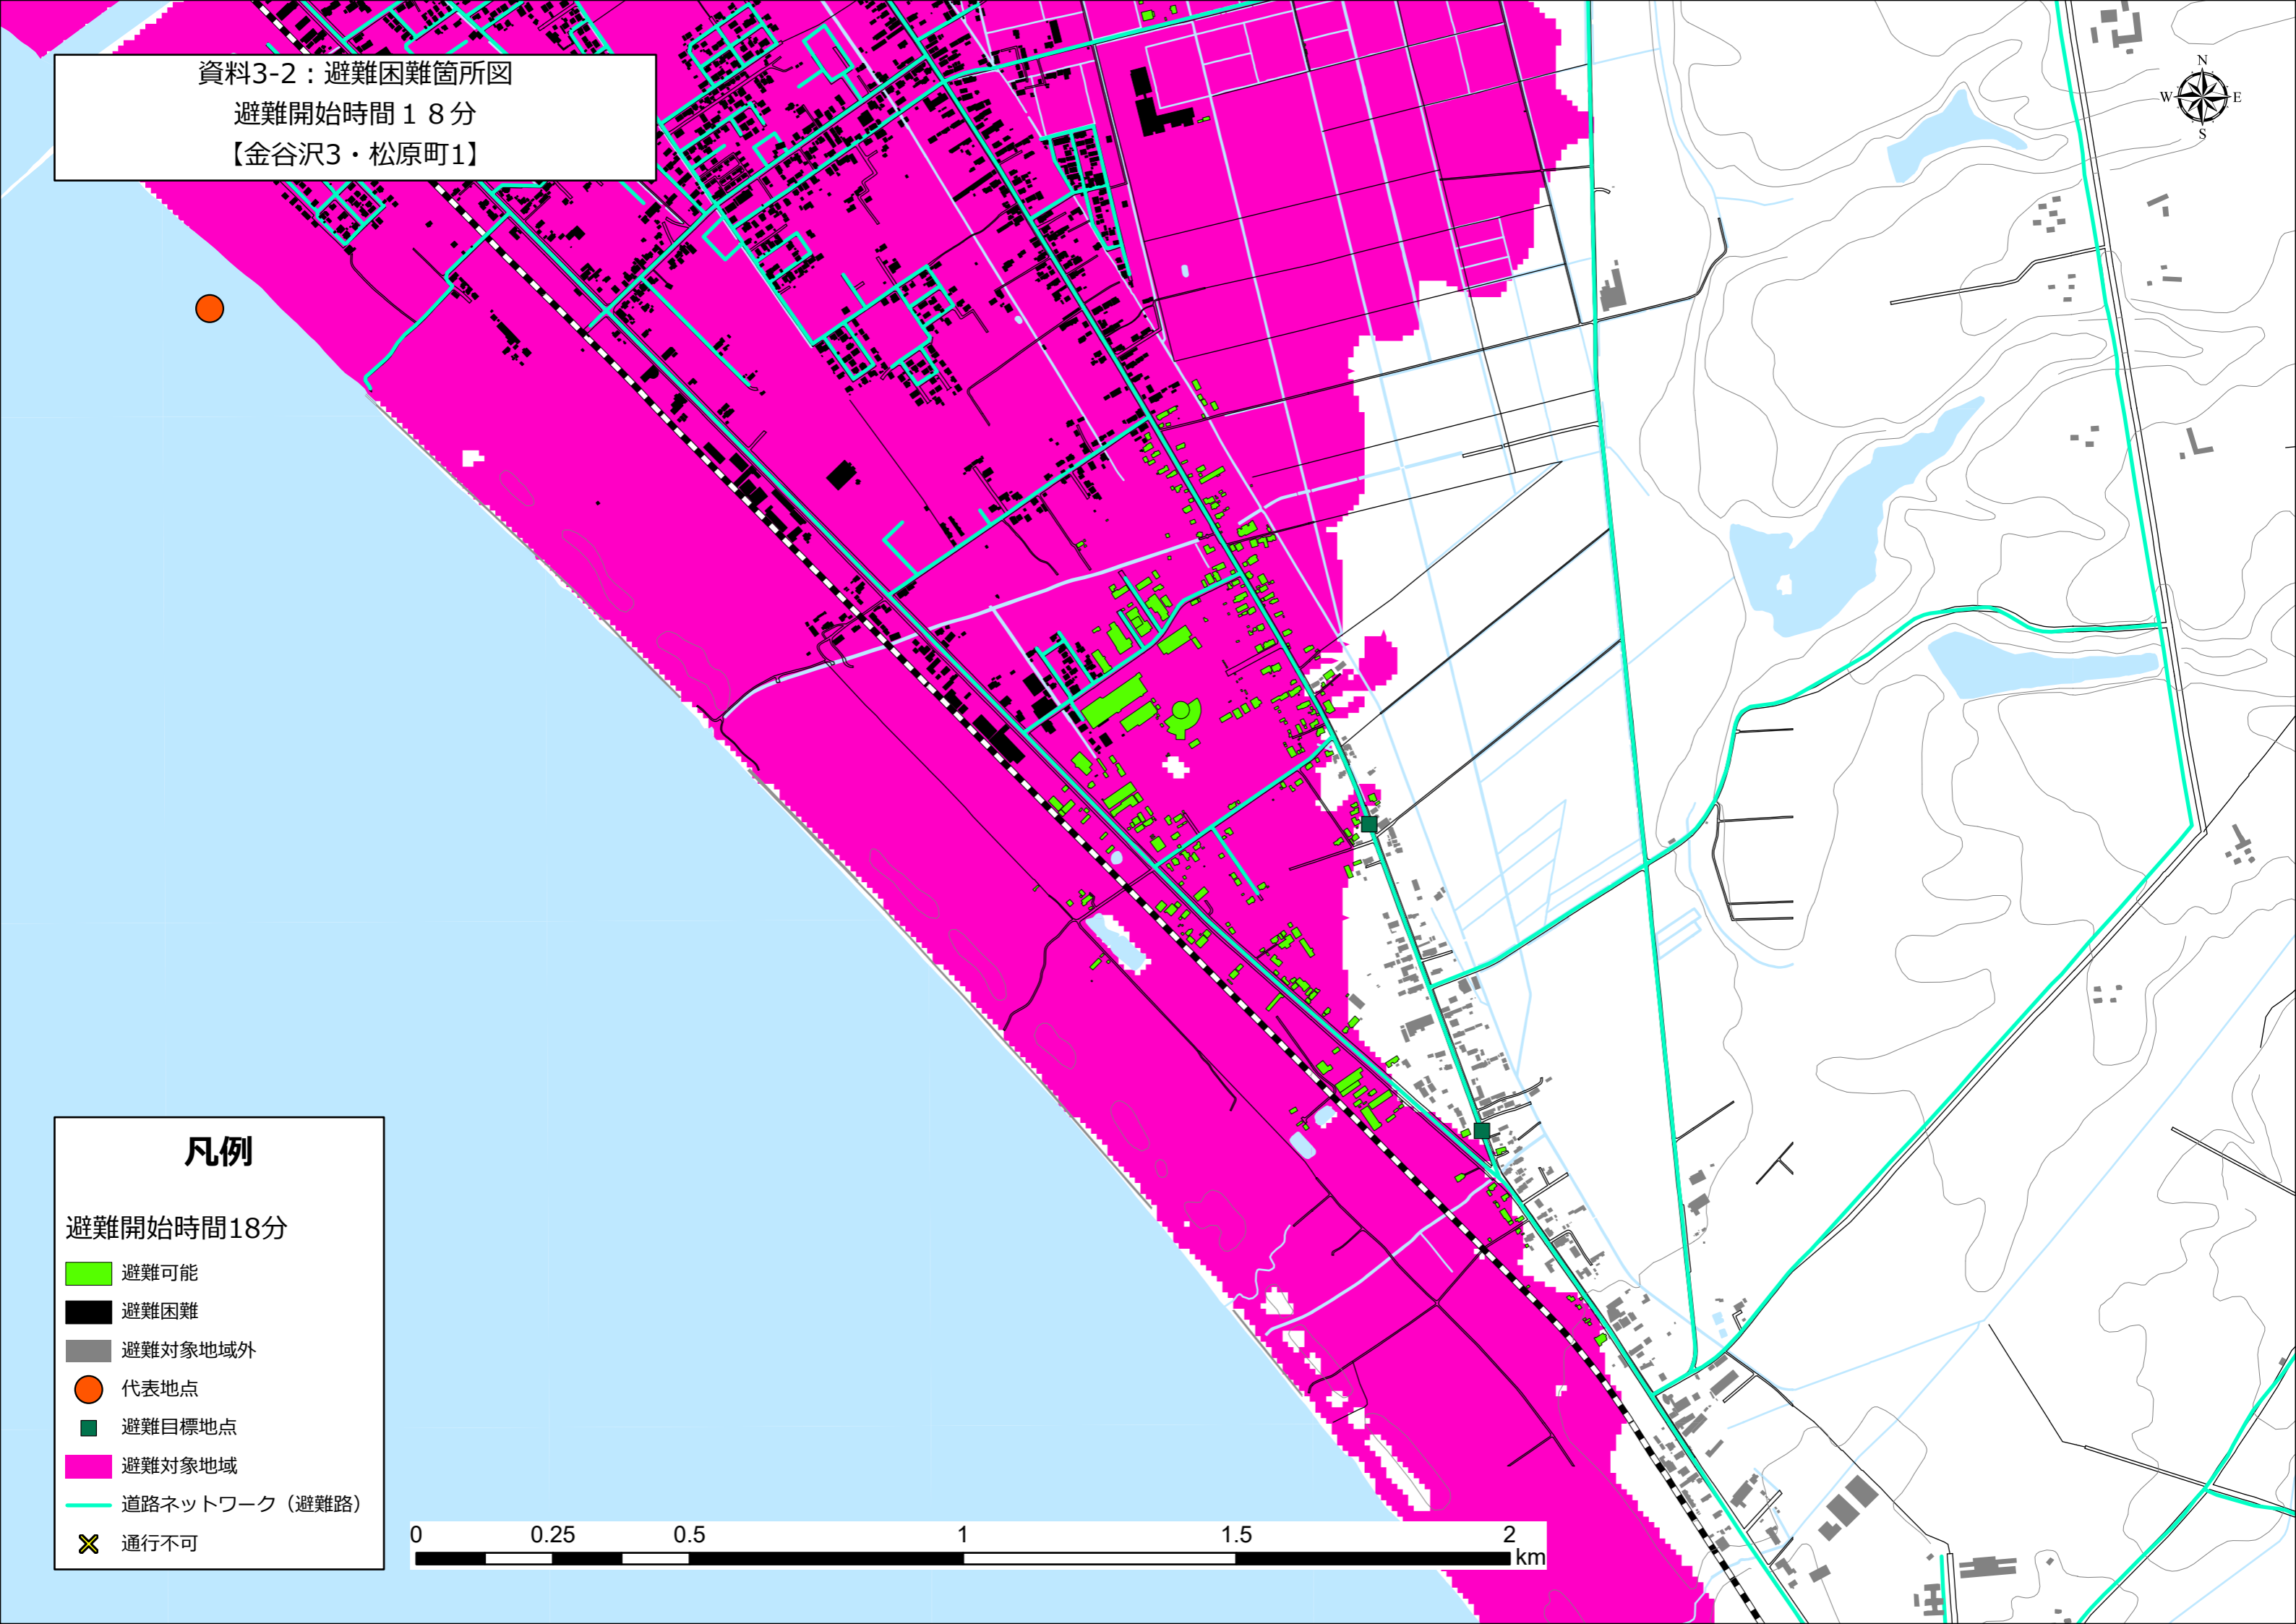 資料3-2：避難困難箇所図
避難開始時間１８分
【金谷沢3・松原町1】
N
W E
S
凡例
避難開始時間18分
避難可能
避難困難
避難対象地域外
代表地点
避難目標地点
避難対象地域
道路ネットワーク（避難路）
通行不可
0 0.25 0.5 1 1.5 2
km